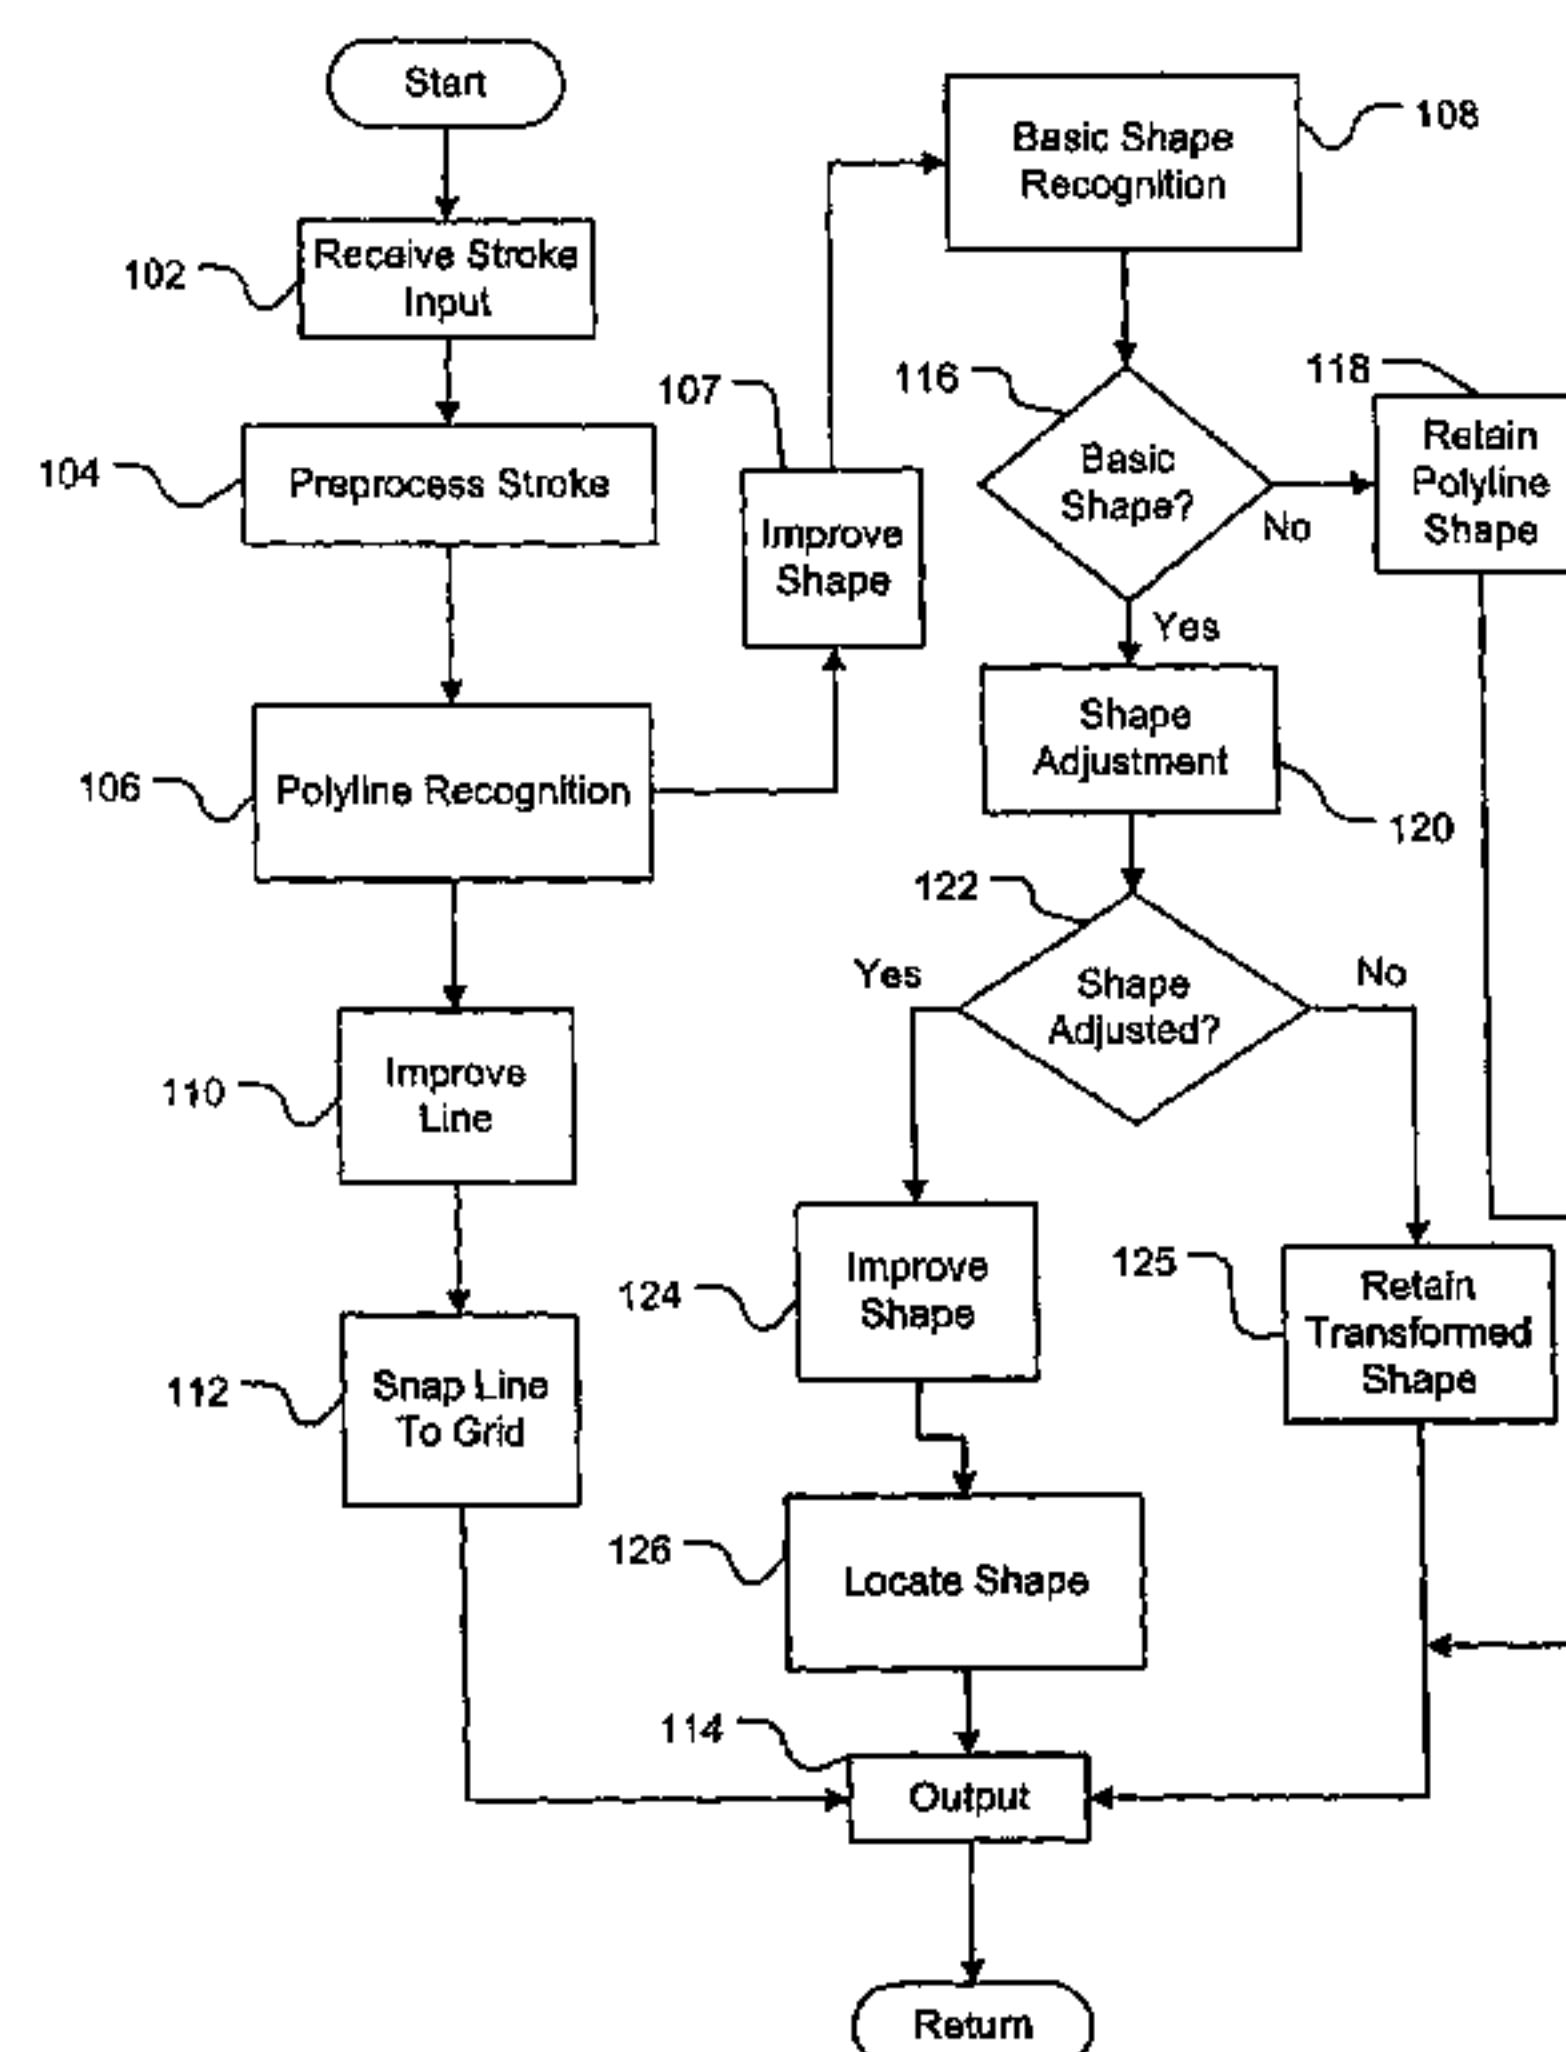 Start
102
Receive Stroke
Input
104
Preprocess Stroke
106
Polyline Recognition
107
Improve
Shape
110
Improve
Line
112
Snap Line
To Grid
Basic Shape
Recognition
108
116
Basic
Shape?
No
118
Retain
Polyline
Shape
Yes
Shape
Adjustment
120
122
Shape
Adjusted?
Yes
No
124
Improve
Shape
125
Retain
Transformed
Shape
126
Locate Shape
114
Output
Return